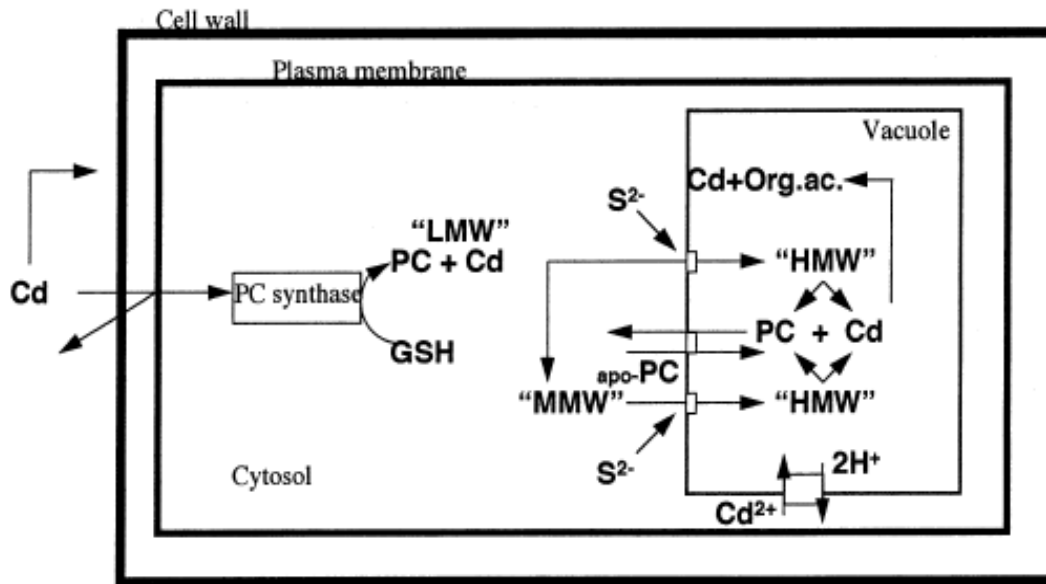 Cell wall
Plasma membrane
Vacuole
Cd+Org.ac.
S²⁻
“LMW”
PC + Cd
“HMW”
Cd
PC synthase
PC + Cd
GSH
apo-PC
“MMW”
“HMW”
S²⁻
2H⁺
Cytosol
Cd²⁺